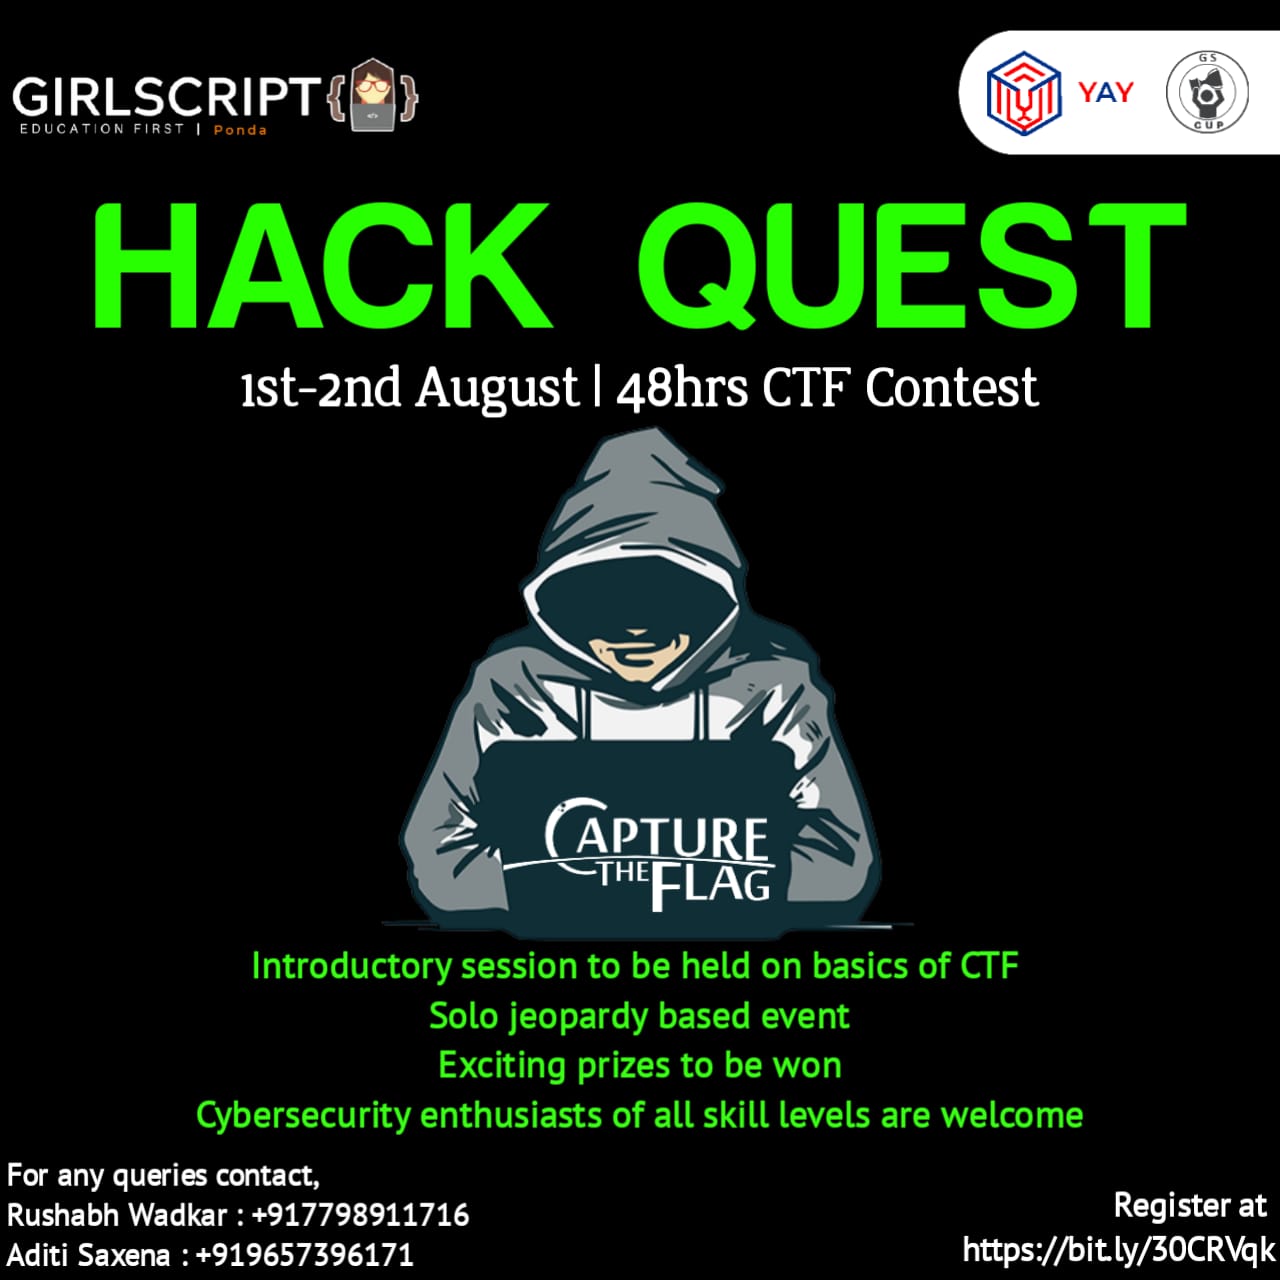 GIRLSCRIPT
EDUCATION FIRST | Ponda
</>
YAY
GS
CUP
HACK QUEST
1st-2nd August | 48hrs CTF Contest
CAPTURE
THE FLAG
Introductory session to be held on basics of CTF
Solo jeopardy based event
Exciting prizes to be won
Cybersecurity enthusiasts of all skill levels are welcome
For any queries contact,
Rushabh Wadkar : +917798911716
Aditi Saxena : +919657396171
Register at
https://bit.ly/30CRVqk